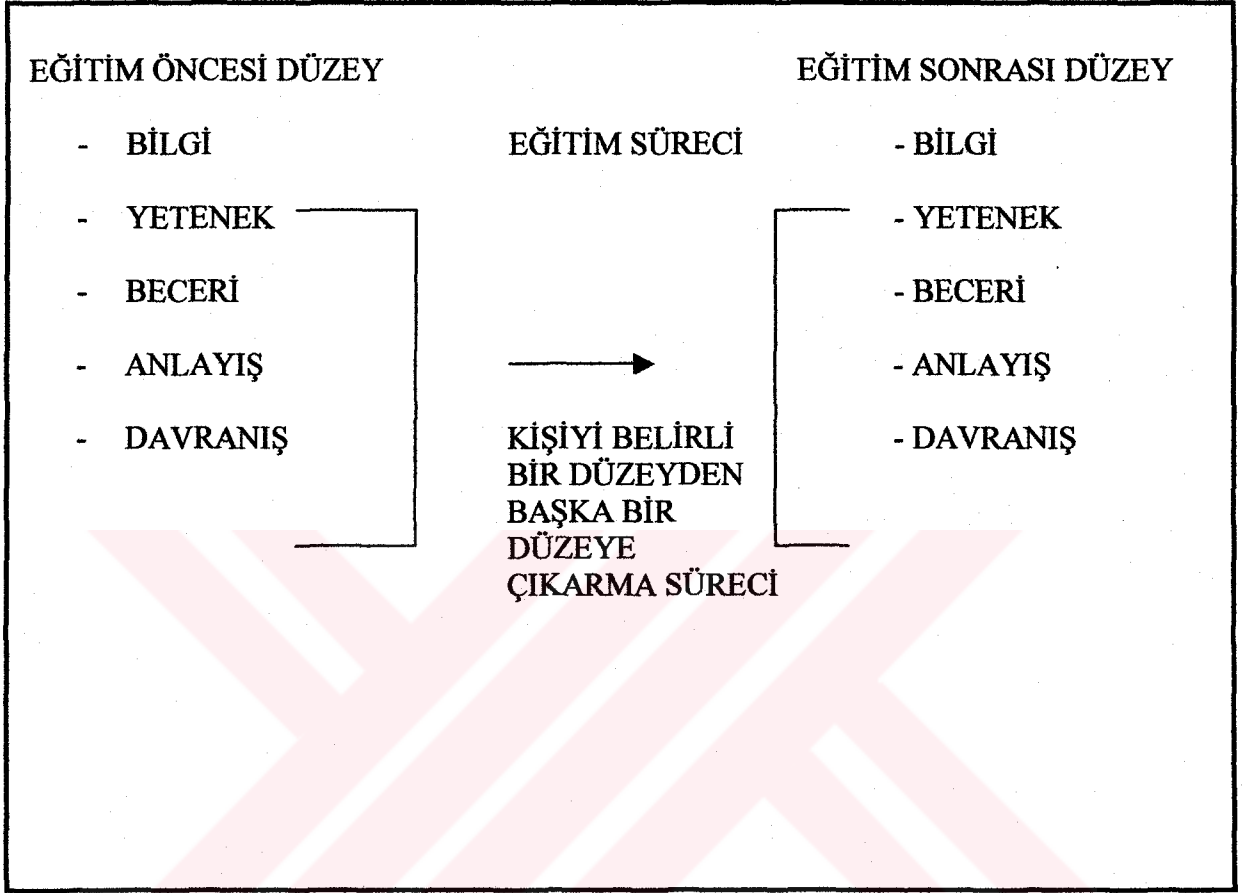 EĞİTİM ÖNCESİ DÜZEY
- BİLGİ
- YETENEK
- BECERİ
- ANLAYIŞ
- DAVRANIŞ
EĞİTİM SÜRECİ
KİŞİYİ BELİRLİ
BİR DÜZEYDEN
BAŞKA BİR
DÜZEYE
ÇIKARMA SÜRECİ
EĞİTİM SONRASI DÜZEY
- BİLGİ
- YETENEK
- BECERİ
- ANLAYIŞ
- DAVRANIŞ